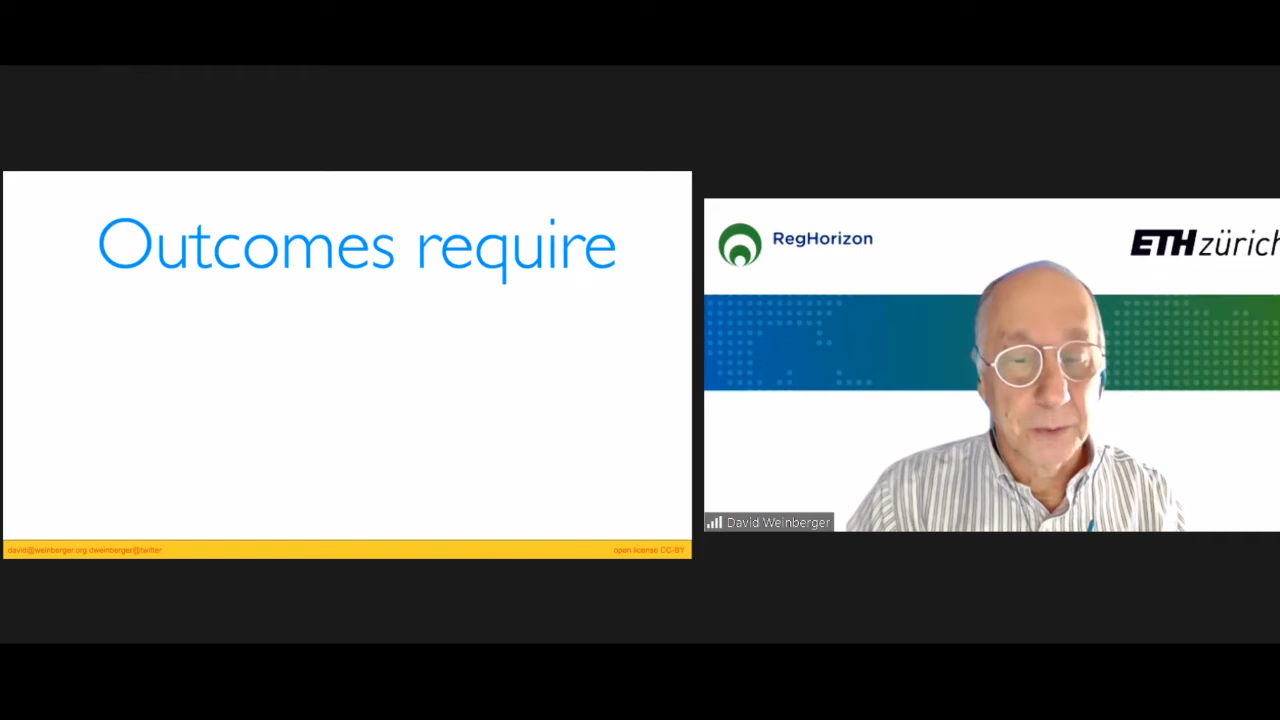 Outcomes require
david@weinberger.org dweinberger@twitter
open license CC-BY
RegHorizon
ETH zürich
David Weinberger